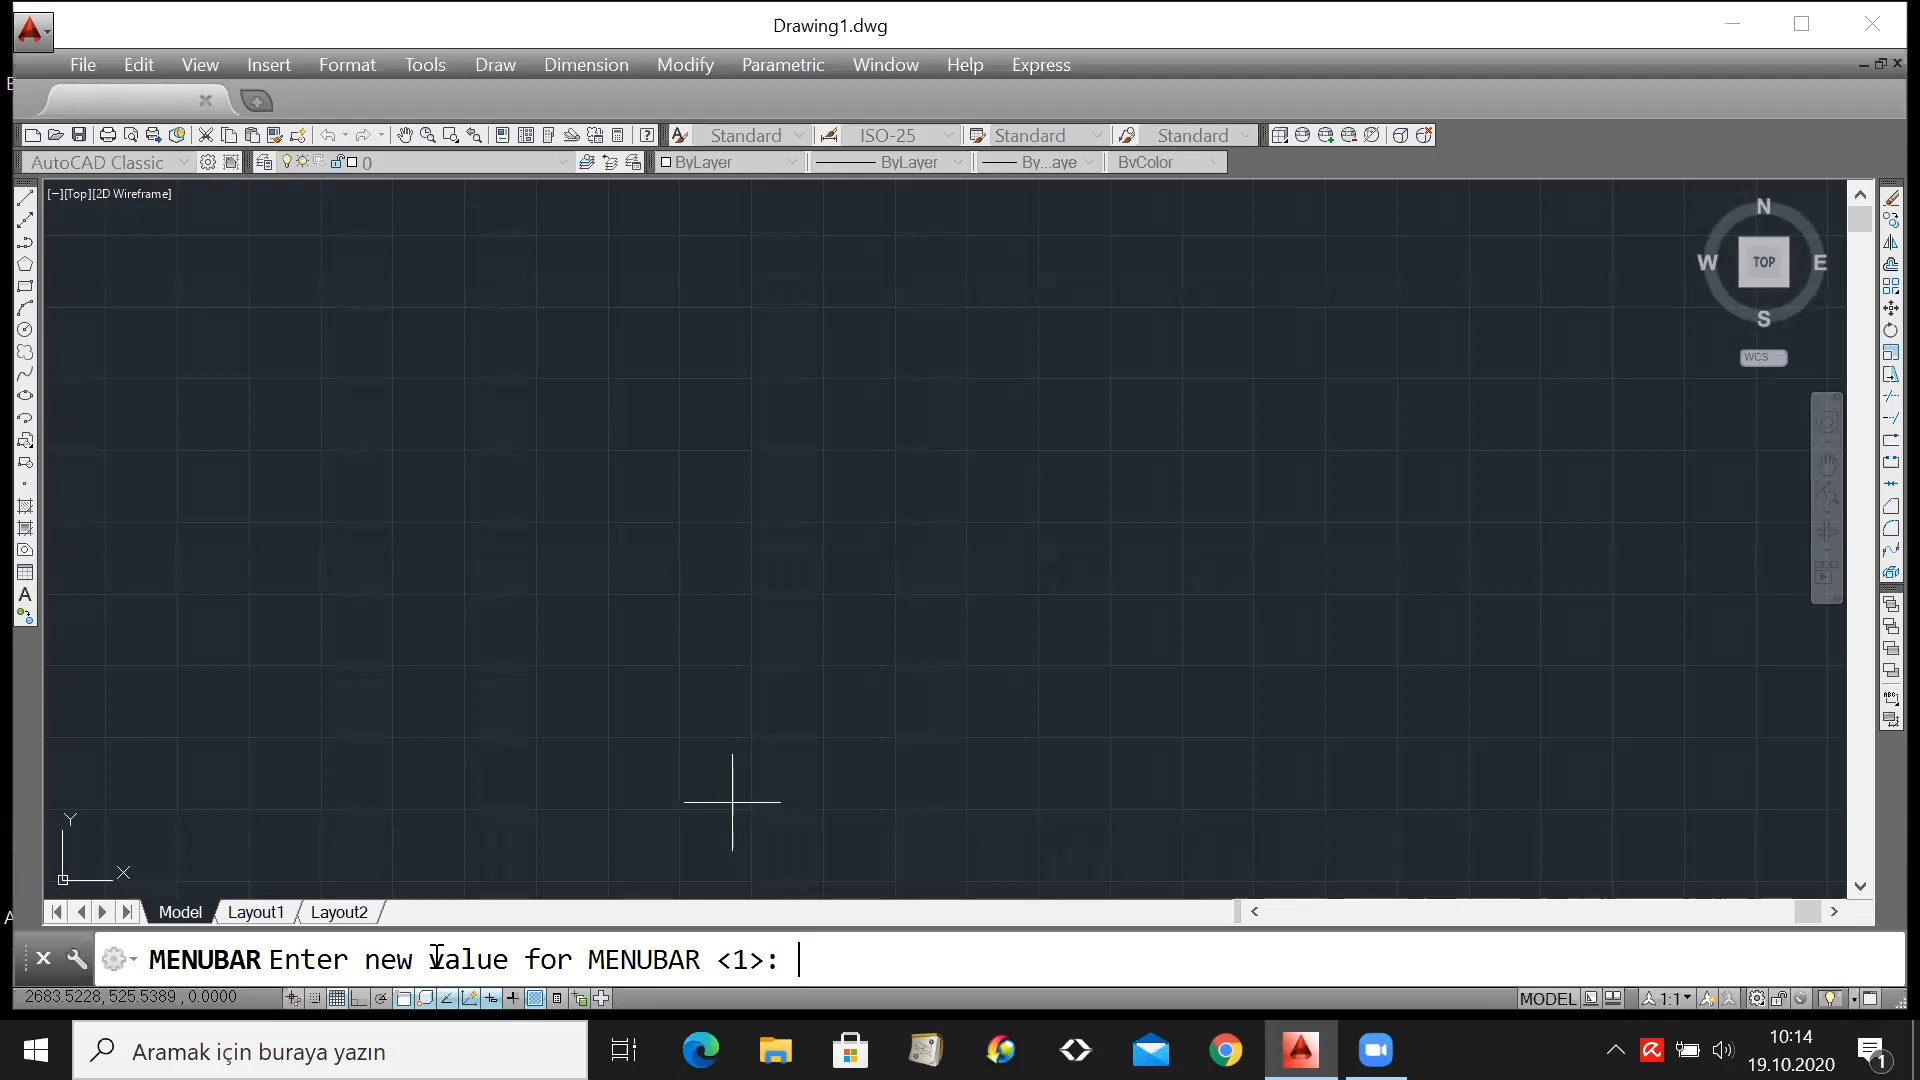 Drawing1.dwg
File Edit View Insert Format Tools Draw Dimension Modify Parametric Window Help Express
Standard ISO-25 Standard Standard
AutoCAD Classic 0 ByLayer ByLayer By...aye ByColor
[−][Top][2D Wireframe]
N
W TOP E
S
WCS
A
ABC
Y
X
Model Layout1 Layout2
MENUBAR Enter new value for MENUBAR <1>:
2683.5228, 525.5389 , 0.0000 MODEL 1:1
Aramak için buraya yazın
10:14
19.10.2020
1